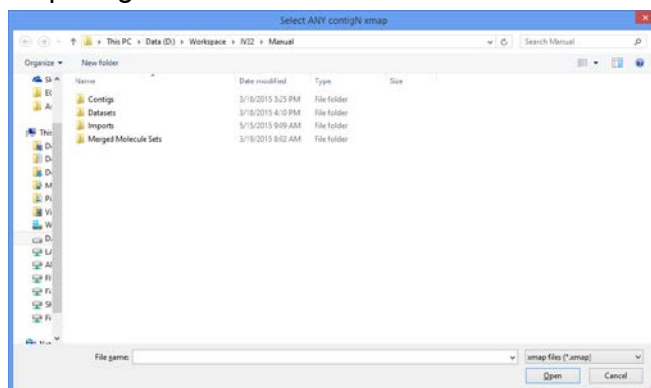 Select ANY contigN xmap
This PC Data (D:) Workspace IV22 Manual
Search Manual
Organize New folder
Name Date modified Type Size
Contigs 3/18/2015 3:25 PM File folder
Datasets 3/18/2015 4:10 PM File folder
Imports 5/15/2015 9:09 AM File folder
Merged Molecule Sets 3/19/2015 8:02 AM File folder
This
File name: xmap files (*.xmap)
Open Cancel